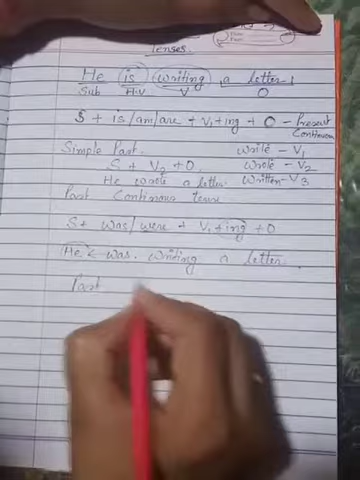 Tenses
He is writing a letter.
Sub H.V V O
S + is/am/are + V1 + ing + O - Present Continuous
Simple Past. write - V1
S + V2 + O. wrote - V2
He wrote a letter. written - V3
Past Continuous tense
S + was/were + V1 + ing + O
He < was. writing a letter.
Past